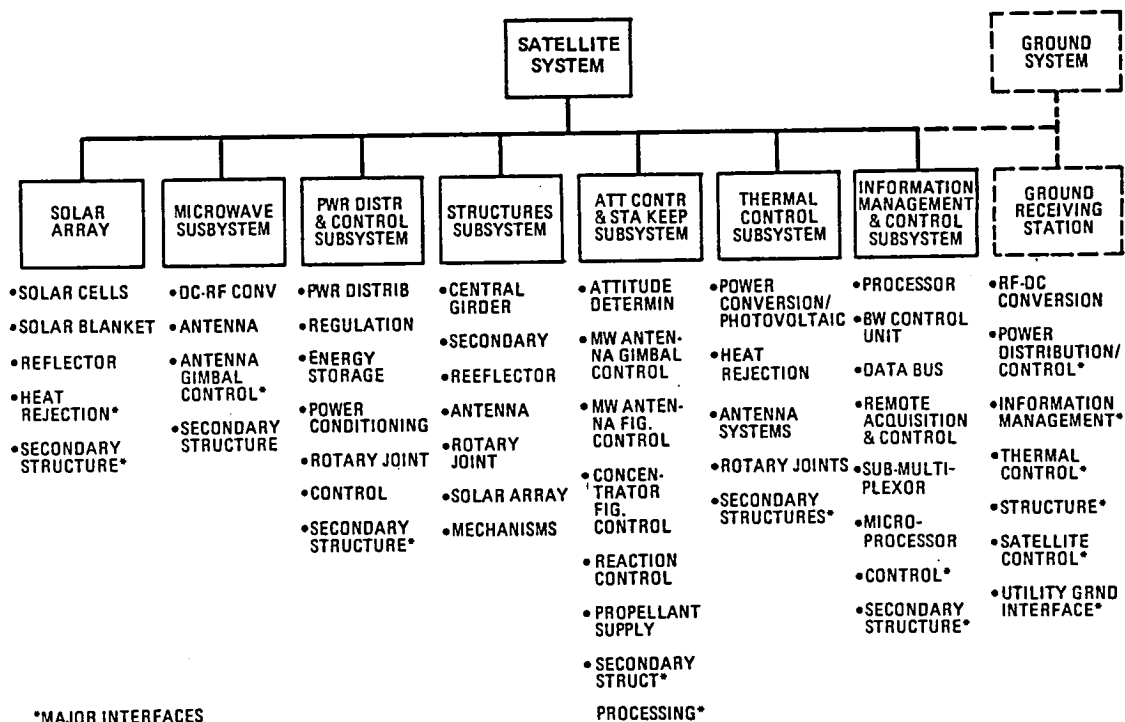 SATELLITE
SYSTEM
GROUND
SYSTEM
SOLAR
ARRAY
MICROWAVE
SUSBYSTEM
PWR DISTR
& CONTROL
SUBSYSTEM
STRUCTURES
SUBSYSTEM
ATT CONTR
& STA KEEP
SUBSYSTEM
THERMAL
CONTROL
SUBSYSTEM
INFORMATION
MANAGEMENT
& CONTROL
SUBSYSTEM
GROUND
RECEIVING
STATION
•SOLAR CELLS
•SOLAR BLANKET
•REFLECTOR
•HEAT
REJECTION*
•SECONDARY
STRUCTURE*
•DC-RF CONV
•ANTENNA
•ANTENNA
GIMBAL
CONTROL*
•SECONDARY
STRUCTURE
•PWR DISTRIB
•REGULATION
•ENERGY
STORAGE
•POWER
CONDITIONING
•ROTARY JOINT
•CONTROL
•SECONDARY
STRUCTURE*
•CENTRAL
GIRDER
•SECONDARY
•REEFLECTOR
•ANTENNA
•ROTARY
JOINT
•SOLAR ARRAY
•MECHANISMS
•ATTITUDE
DETERMIN
•MW ANTEN-
NA GIMBAL
CONTROL
•MW ANTEN-
NA FIG.
CONTROL
•CONCEN-
TRATOR
FIG.
CONTROL
•REACTION
CONTROL
•PROPELLANT
SUPPLY
•SECONDARY
STRUCT*
PROCESSING*
•POWER
CONVERSION/
PHOTOVOLTAIC
•HEAT
REJECTION
•ANTENNA
SYSTEMS
•ROTARY JOINTS
•SECONDARY
STRUCTURES*
•PROCESSOR
•BW CONTROL
UNIT
•DATA BUS
•REMOTE
ACQUISITION
& CONTROL
•SUB-MULTI-
PLEXOR
•MICRO-
PROCESSOR
•CONTROL*
•SECONDARY
STRUCTURE*
•RF-DC
CONVERSION
•POWER
DISTRIBUTION/
CONTROL*
•INFORMATION
MANAGEMENT*
•THERMAL
CONTROL*
•STRUCTURE*
•SATELLITE
CONTROL*
•UTILITY GRND
INTERFACE*
*MAJOR INTERFACES